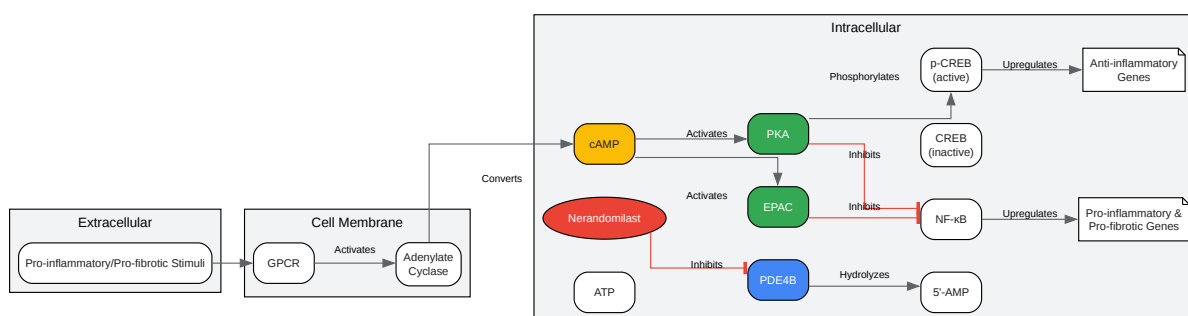 Intracellular
p-CREB
(active)
Upregulates
Anti-inflammatory
Genes
Phosphorylates
cAMP
Activates
PKA
CREB
(inactive)
Inhibits
Converts
Activates
EPAC
Inhibits
NF-κB
Upregulates
Pro-inflammatory &
Pro-fibrotic Genes
Nerandomilast
Extracellular
Pro-inflammatory/Pro-fibrotic Stimuli
Cell Membrane
GPCR
Activates
Adenylate
Cyclase
Inhibits
PDE4B
Hydrolyzes
5'-AMP
ATP